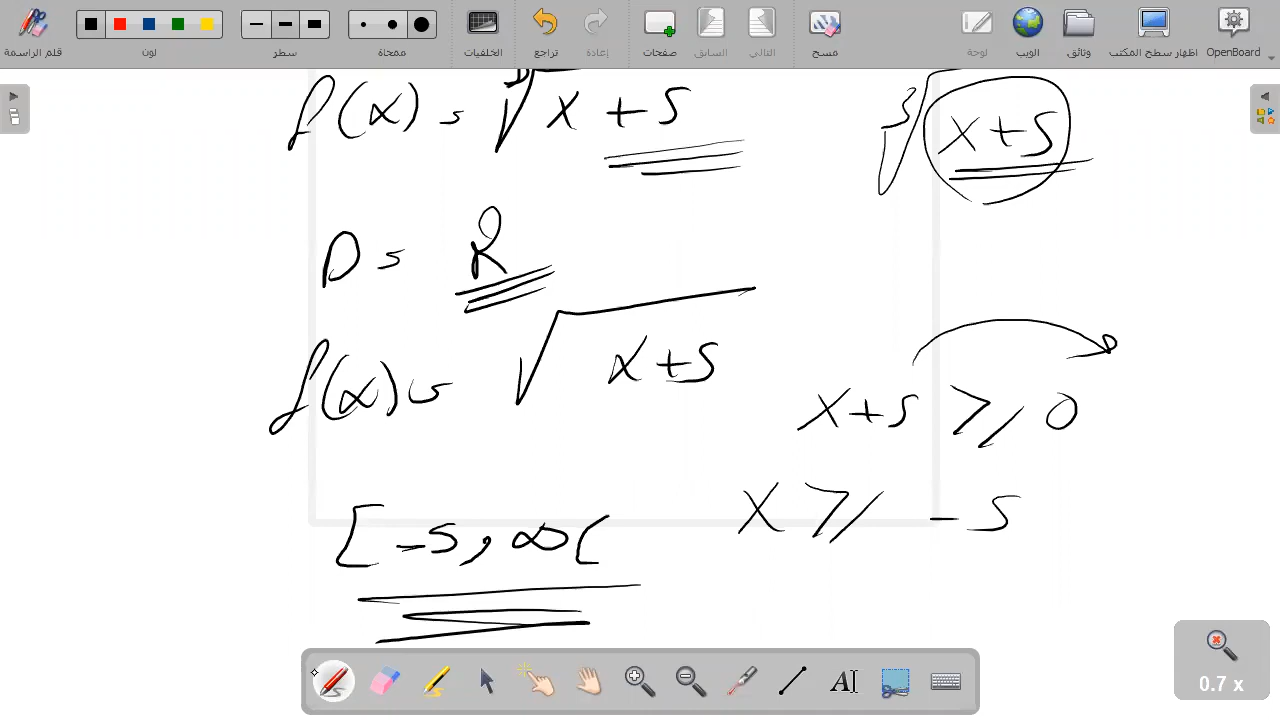 قلم الراسمة
لون
سطر
ممحاة
الخلفيات
تراجع
إعادة
صفحات
السابق
التالي
مسح
لوحة
الويب
وثائق
اظهار سطح المكتب
OpenBoard
f(x) = ∛x + 5
∛x+5
D = R
f(x) = √x+5
x+5 ⩾ 0
x ⩾ -5
[-5, ∞(
AI
0.7 x